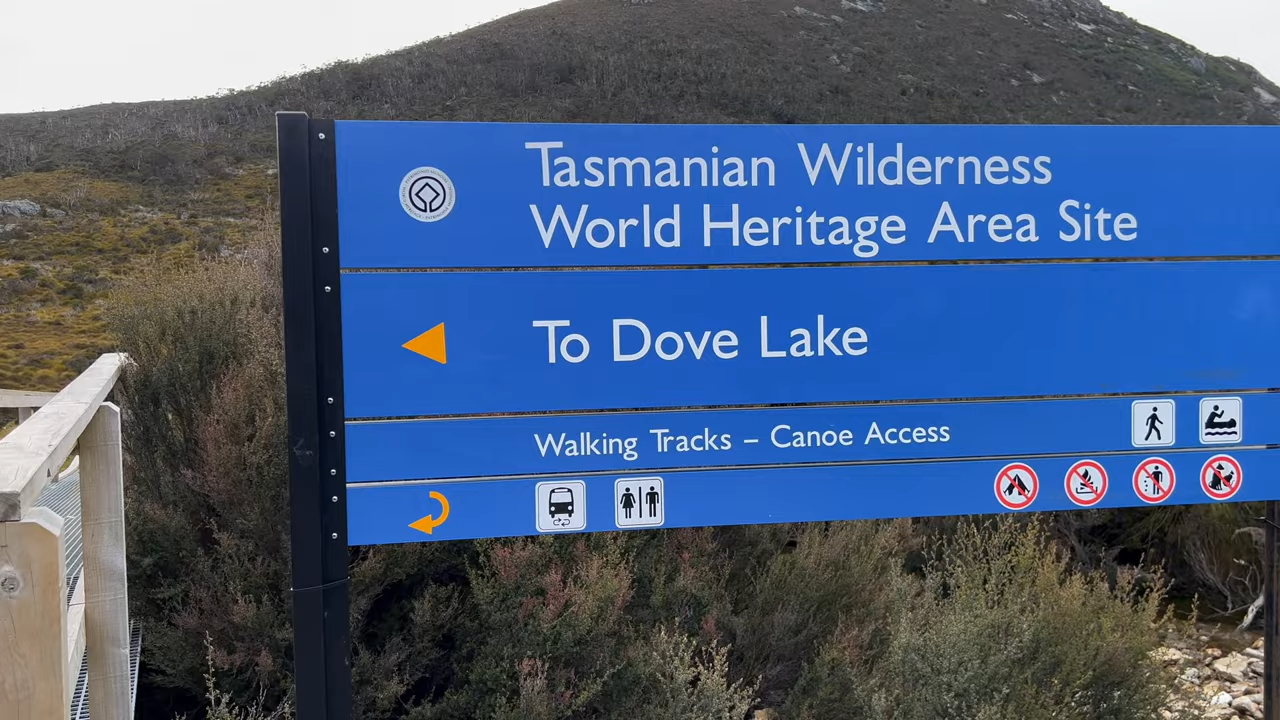 Tasmanian Wilderness
World Heritage Area Site
To Dove Lake
Walking Tracks – Canoe Access